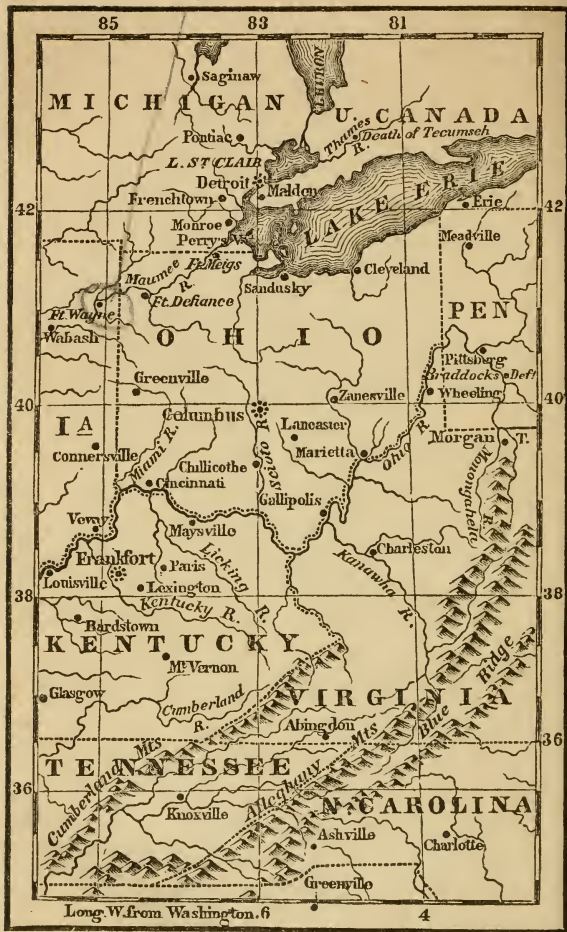 85 83 81
Saginaw
L. HURON
MICHIGAN
U. CANADA
Pontiac
Thames R.
Death of Tecumseh
L. ST CLAIR
Detroit
Malden
LAKE ERIE
Frenchtown
42 42
Erie
Monroe
Perry's V.
Meadville
Ft. Meigs
Cleveland
Maumee R.
Sandusky
Ft. Defiance
Ft. Wayne
PEN
Wabash
OHIO
Pittsburg
Braddocks Deft
Greenville
Zanesville
Wheeling
40 40
Columbus
IA
Lancaster
Morgan T.
Connersville
Miami R.
Marietta
Ohio R.
Chillicothe
Scioto R.
Monongahela R.
Cincinnati
Gallipolis
Vevay
Maysville
Charleston
Frankfort
Paris
Licking R.
Kanawha R.
Louisville
Lexington
38 38
Kentucky R.
Bardstown
KENTUCKY
Mt. Vernon
Blue Ridge
Glasgow
Cumberland R.
VIRGINIA
Abingdon
36
Cumberland Mts
Alleghany Mts
TENNESSEE
36
Knoxville
N. CAROLINA
Ashville
Charlotte
Greenville
Long. W. from Washington. 6 4